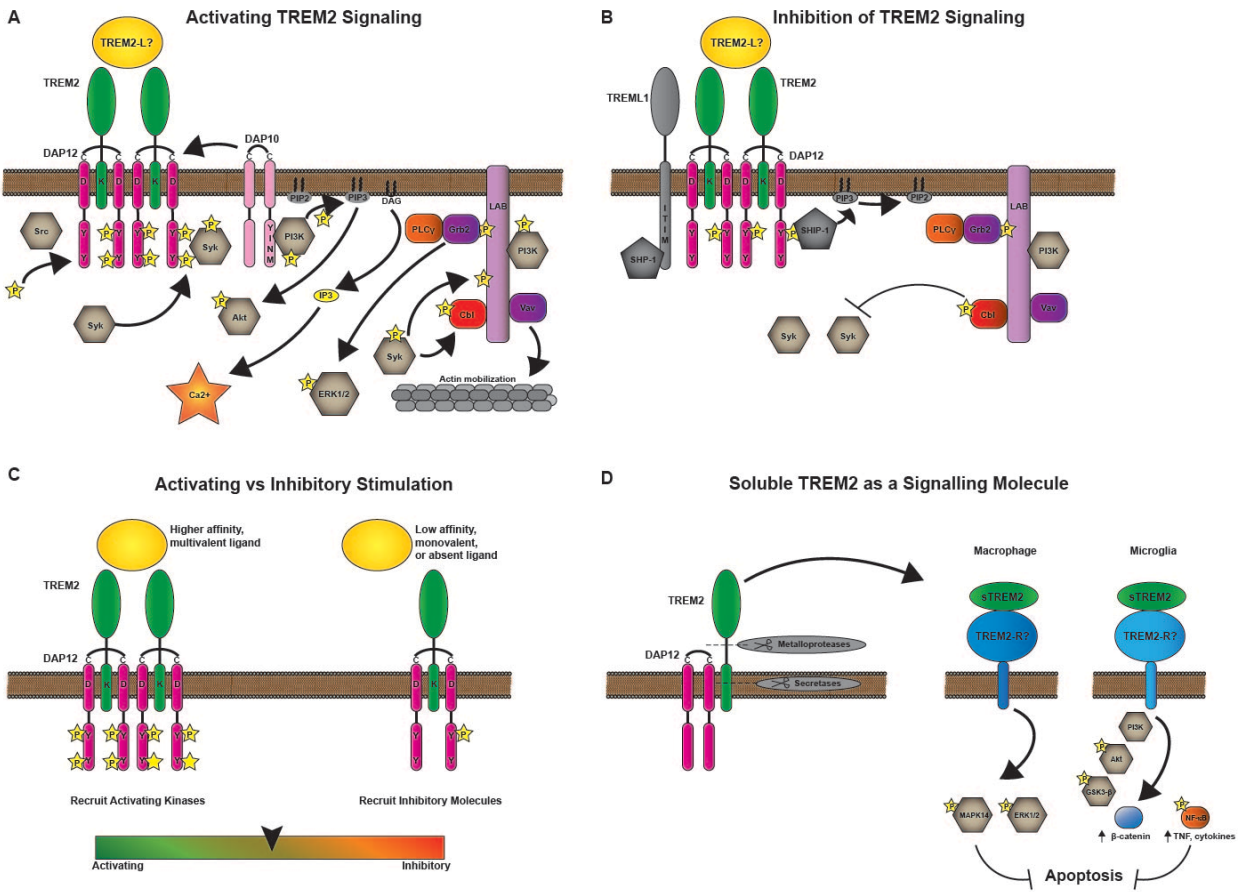 A
Activating TREM2 Signaling
TREM2-L?
TREM2
DAP12
DAP10
C
C
C
C
C
C
D
K
D
D
K
D
PIP2
PIP3
DAG
LAB
Src
Y
Y
Y
Y
Y
Y
Y
Y
P
P
P
P
P
P
P
Syk
Y
I
N
M
PI3K
P
P
PLCγ
Grb2
P
P
PI3K
P
Syk
P
Akt
IP3
P
P
Cbl
Vav
P
Syk
Ca2+
P
ERK1/2
Actin mobilization
B
Inhibition of TREM2 Signaling
TREM2-L?
TREML1
TREM2
DAP12
C
C
C
C
D
K
D
D
K
D
PIP3
PIP2
LAB
I
T
I
M
SHP-1
Y
Y
Y
Y
Y
Y
Y
Y
P
P
P
SHIP-1
PLCγ
Grb2
P
PI3K
P
Cbl
Vav
Syk
Syk
C
Activating vs Inhibitory Stimulation
Higher affinity,
multivalent ligand
Low affinity,
monovalent,
or absent ligand
TREM2
DAP12
C
C
C
C
C
C
D
K
D
D
K
D
D
K
D
P
Y
P
Y
Y
P
Y
P
Y
Y
P
P
Y
P
Y
Y
Y
Y
Y
Recruit Activating Kinases
Recruit Inhibitory Molecules
Activating
Inhibitory
D
Soluble TREM2 as a Signalling Molecule
Macrophage
Microglia
TREM2
sTREM2
sTREM2
TREM2-R?
TREM2-R?
Metalloproteases
DAP12
C
C
Secretases
PI3K
P
Akt
P
GSK3-β
P
MAPK14
P
ERK1/2
P
NF-κB
β-catenin
TNF, cytokines
Apoptosis